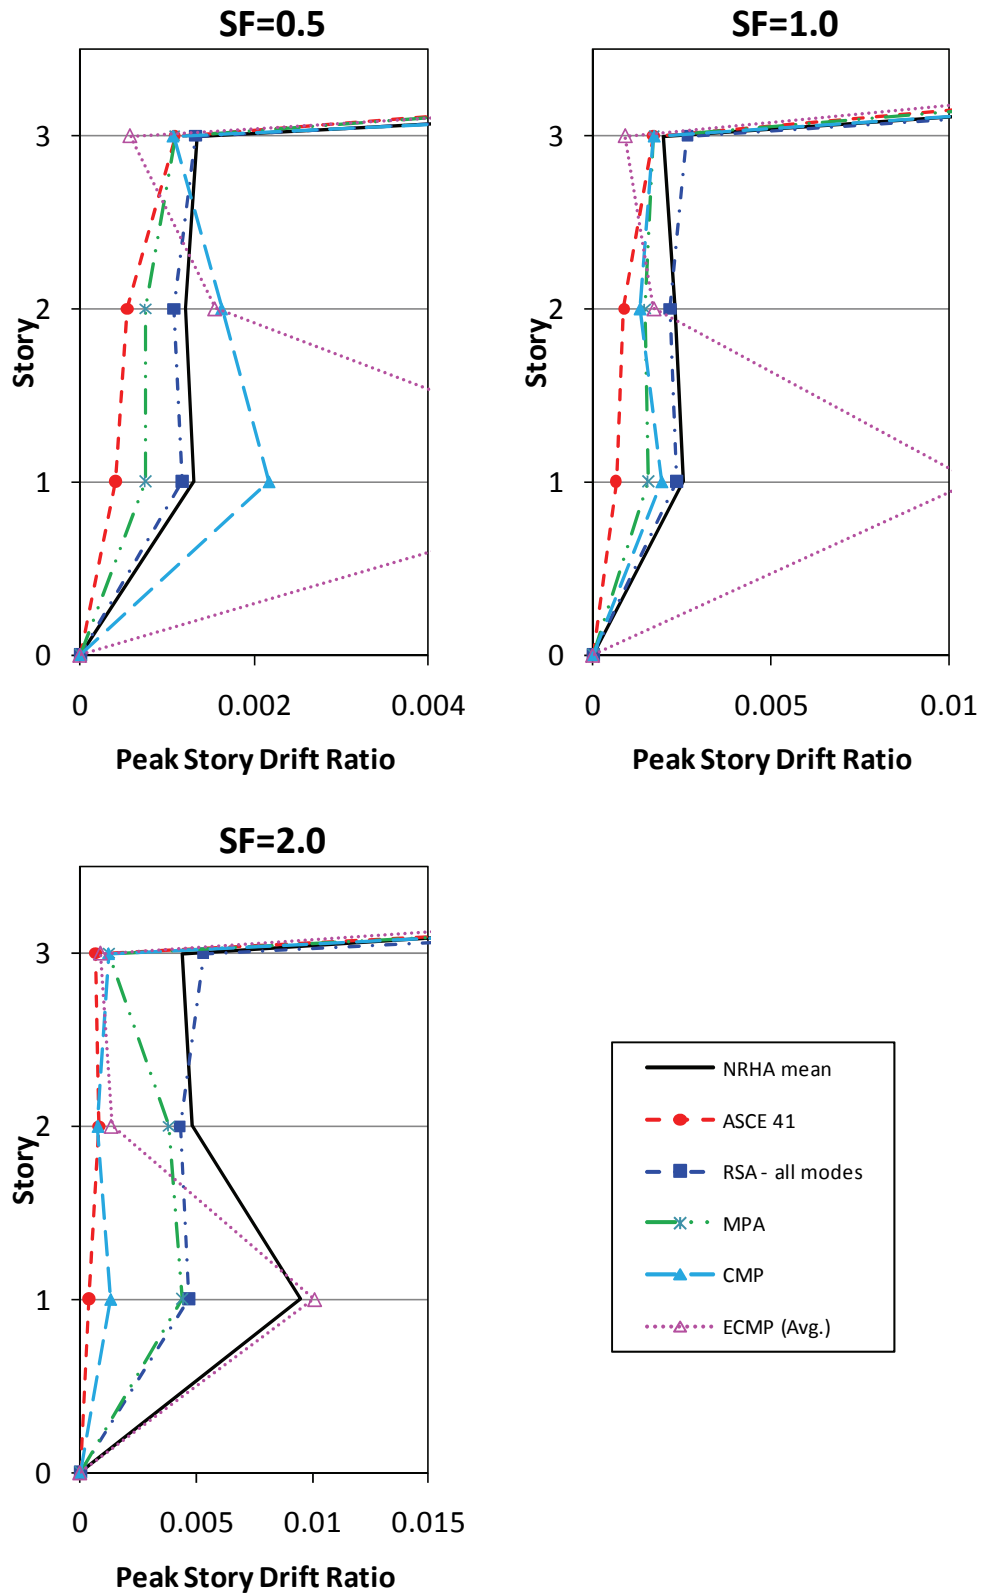 SF=0.5
3
2
1
0
Story
0 0.002 0.004
Peak Story Drift Ratio
SF=1.0
3
2
1
0
Story
0 0.005 0.01
Peak Story Drift Ratio
SF=2.0
3
2
1
0
Story
0 0.005 0.01 0.015
Peak Story Drift Ratio
NRHA mean
ASCE 41
RSA - all modes
MPA
CMP
ECMP (Avg.)